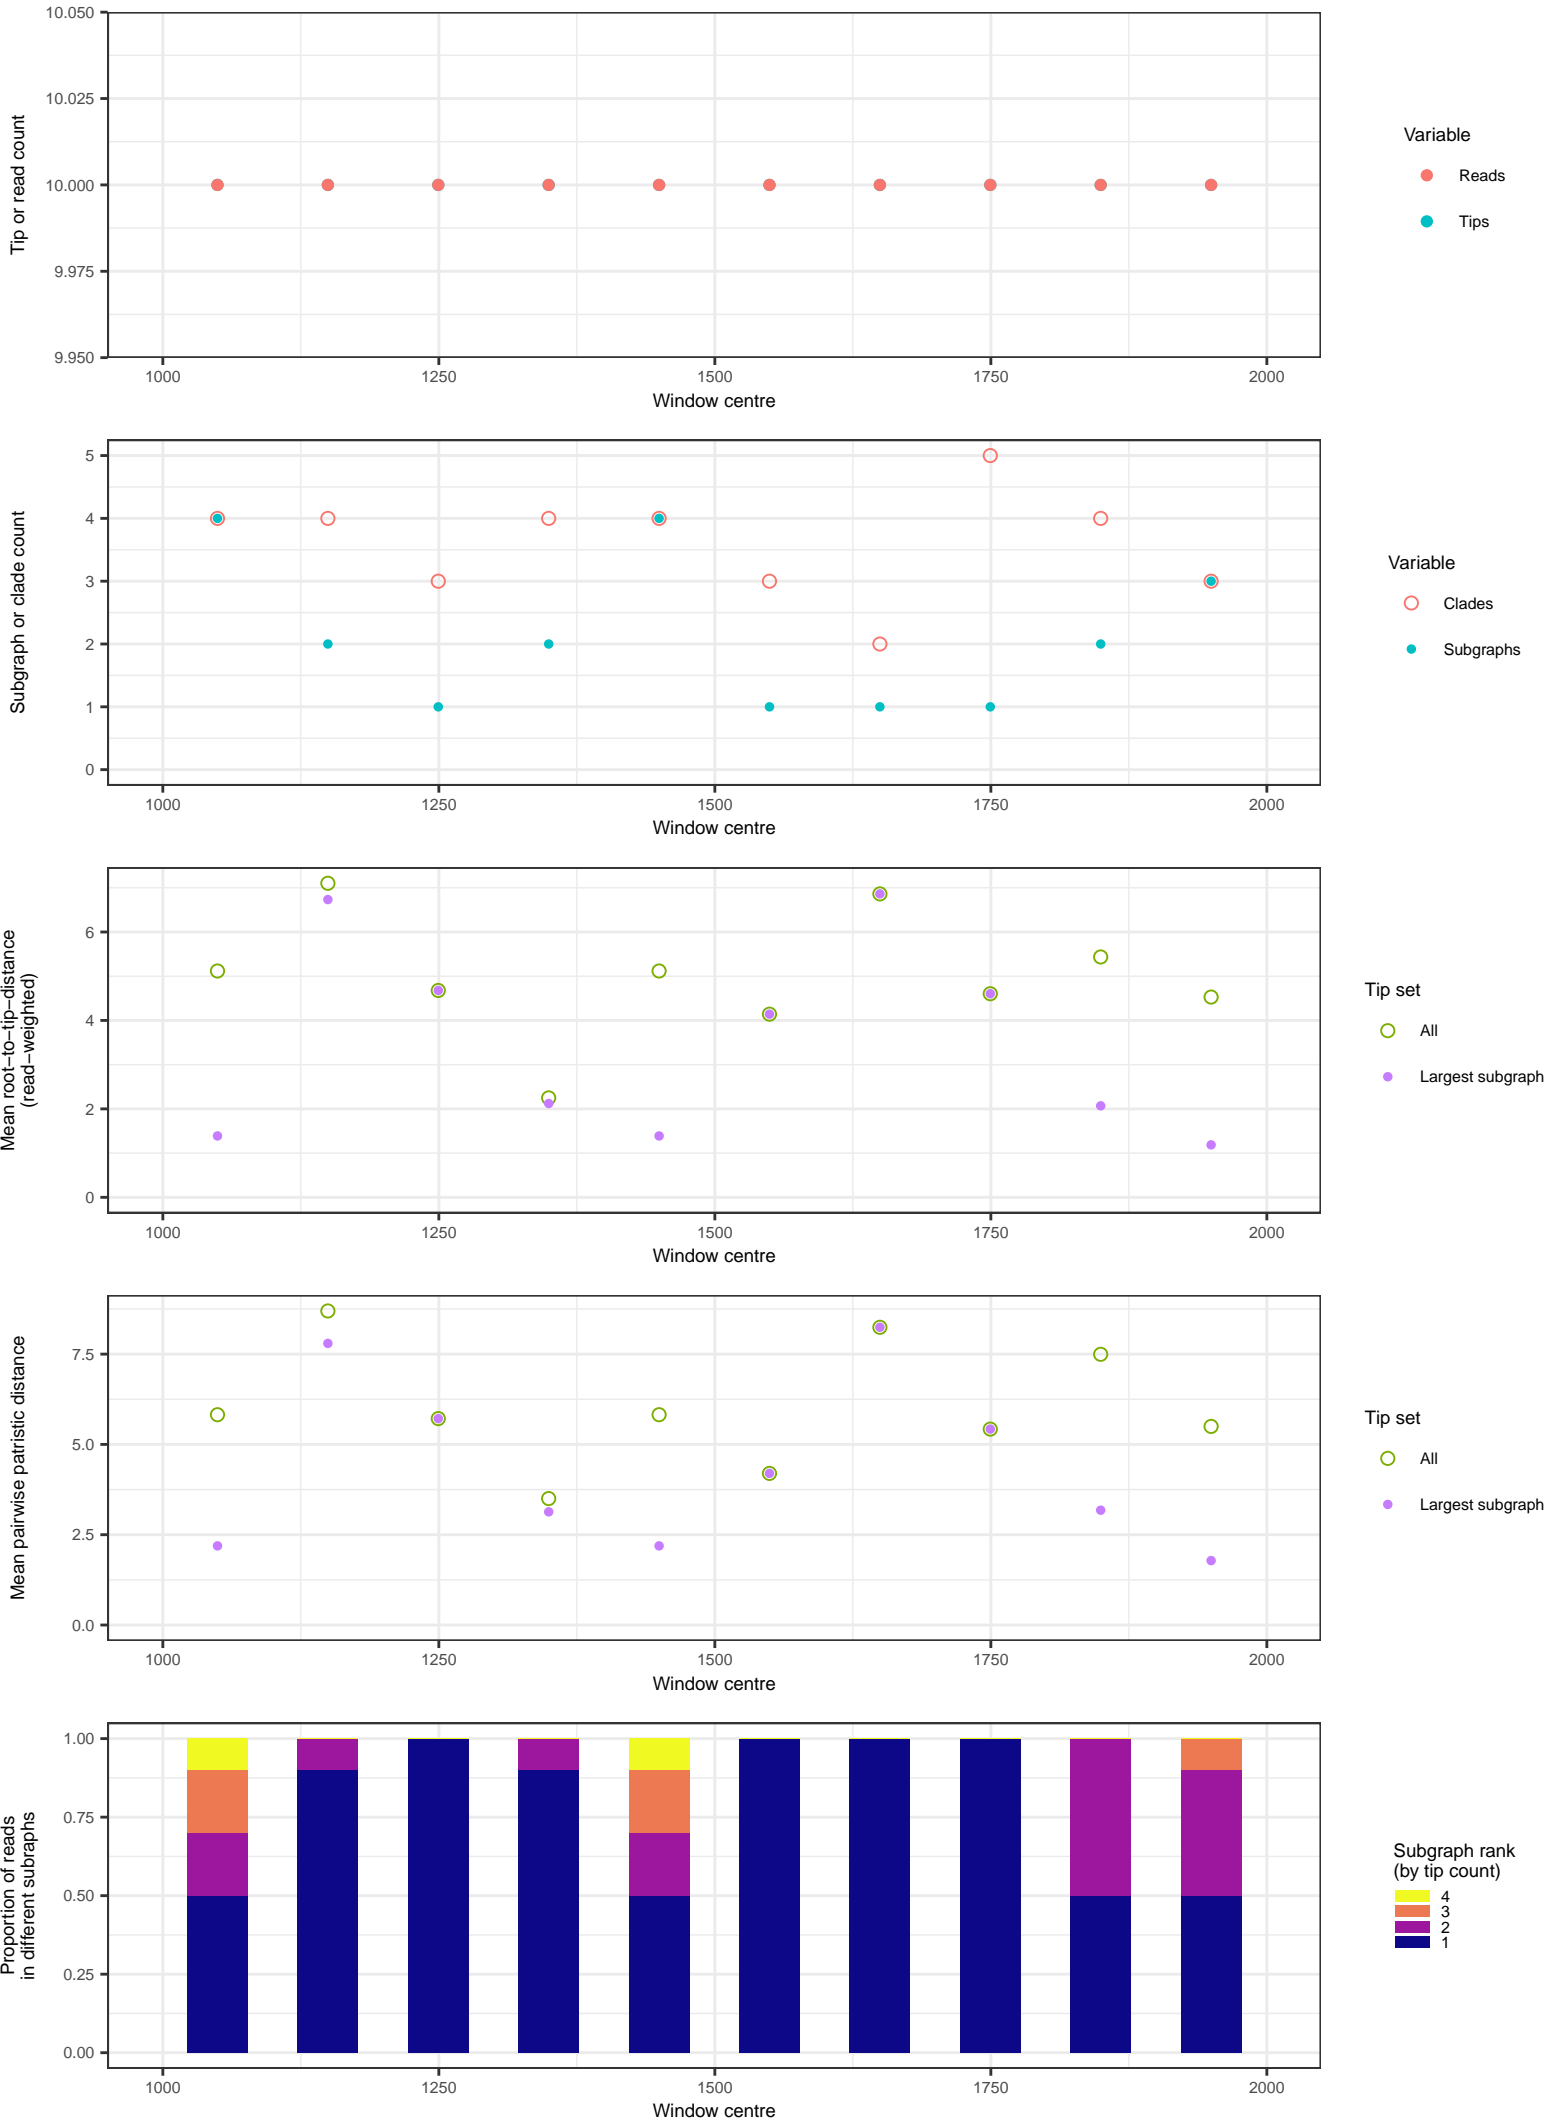 10.050
10.025
10.000
9.975
9.950
Tip or read count
1000 1250 1500 1750 2000
Window centre
Variable
Reads
Tips
5
4
3
2
1
0
Subgraph or clade count
1000 1250 1500 1750 2000
Window centre
Variable
Clades
Subgraphs
6
4
2
0
Mean root−to−tip−distance
(read−weighted)
1000 1250 1500 1750 2000
Window centre
Tip set
All
Largest subgraph
7.5
5.0
2.5
0.0
Mean pairwise patristic distance
1000 1250 1500 1750 2000
Window centre
Tip set
All
Largest subgraph
1.00
0.75
0.50
0.25
0.00
Proportion of reads
in different subraphs
1000 1250 1500 1750 2000
Window centre
Subgraph rank
(by tip count)
4
3
2
1